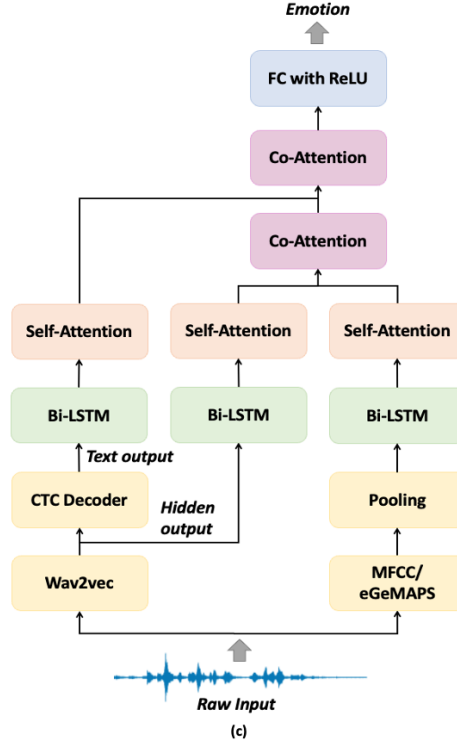 Emotion
FC with ReLU
Co-Attention
Co-Attention
Self-Attention
Self-Attention
Self-Attention
Bi-LSTM
Bi-LSTM
Bi-LSTM
Text output
CTC Decoder
Hidden
output
Pooling
Wav2vec
MFCC/
eGeMAPS
Raw Input
(c)